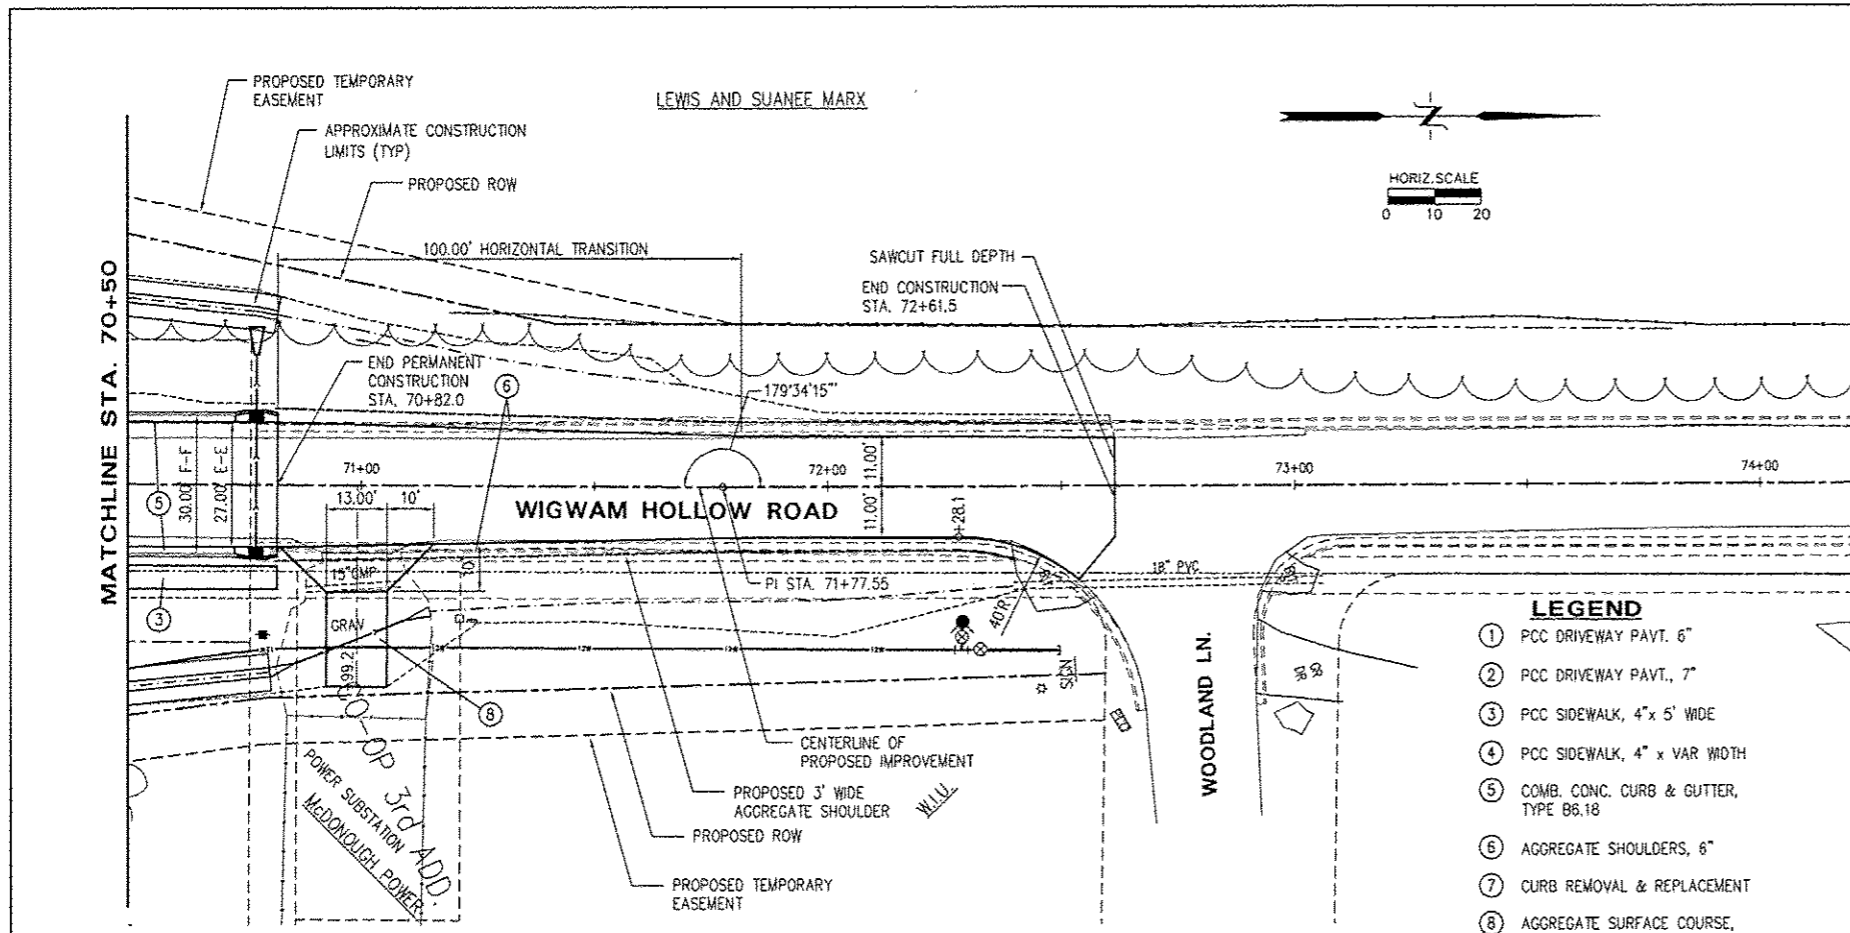 PROPOSED TEMPORARY
EASEMENT
LEWIS AND SUANEE MARX
APPROXIMATE CONSTRUCTION
LIMITS (TYP)
PROPOSED ROW
HORIZ. SCALE
0 10 20
100.00' HORIZONTAL TRANSITION
SAWCUT FULL DEPTH
END CONSTRUCTION
STA. 72+61.5
MATCHLINE STA. 70+50
END PERMANENT
CONSTRUCTION
STA. 70+82.0
6
179°34'15"
30.00' F-F
27.00' E-E
5
71+00
72+00
73+00
74+00
13.00'
10'
WIGWAM HOLLOW ROAD
11.00' 11.00'
+28.1
15" CMP
10'
PI STA. 71+77.55
18" PVC
3
GRAV
40'R
SIGN
8
CENTERLINE OF
PROPOSED IMPROVEMENT
PROPOSED 3' WIDE
AGGREGATE SHOULDER
W.I.U.
PROPOSED ROW
PROPOSED TEMPORARY
EASEMENT
PCC
WOODLAND LN.
CO-OP 3rd ADD.
POWER SUBSTATION
McDONOUGH POWER
LEGEND
1 PCC DRIVEWAY PAVT. 6"
2 PCC DRIVEWAY PAVT., 7"
3 PCC SIDEWALK, 4"x 5' WIDE
4 PCC SIDEWALK, 4" x VAR WIDTH
5 COMB. CONC. CURB & GUTTER,
TYPE B6.18
6 AGGREGATE SHOULDERS, 6"
7 CURB REMOVAL & REPLACEMENT
8 AGGREGATE SURFACE COURSE,